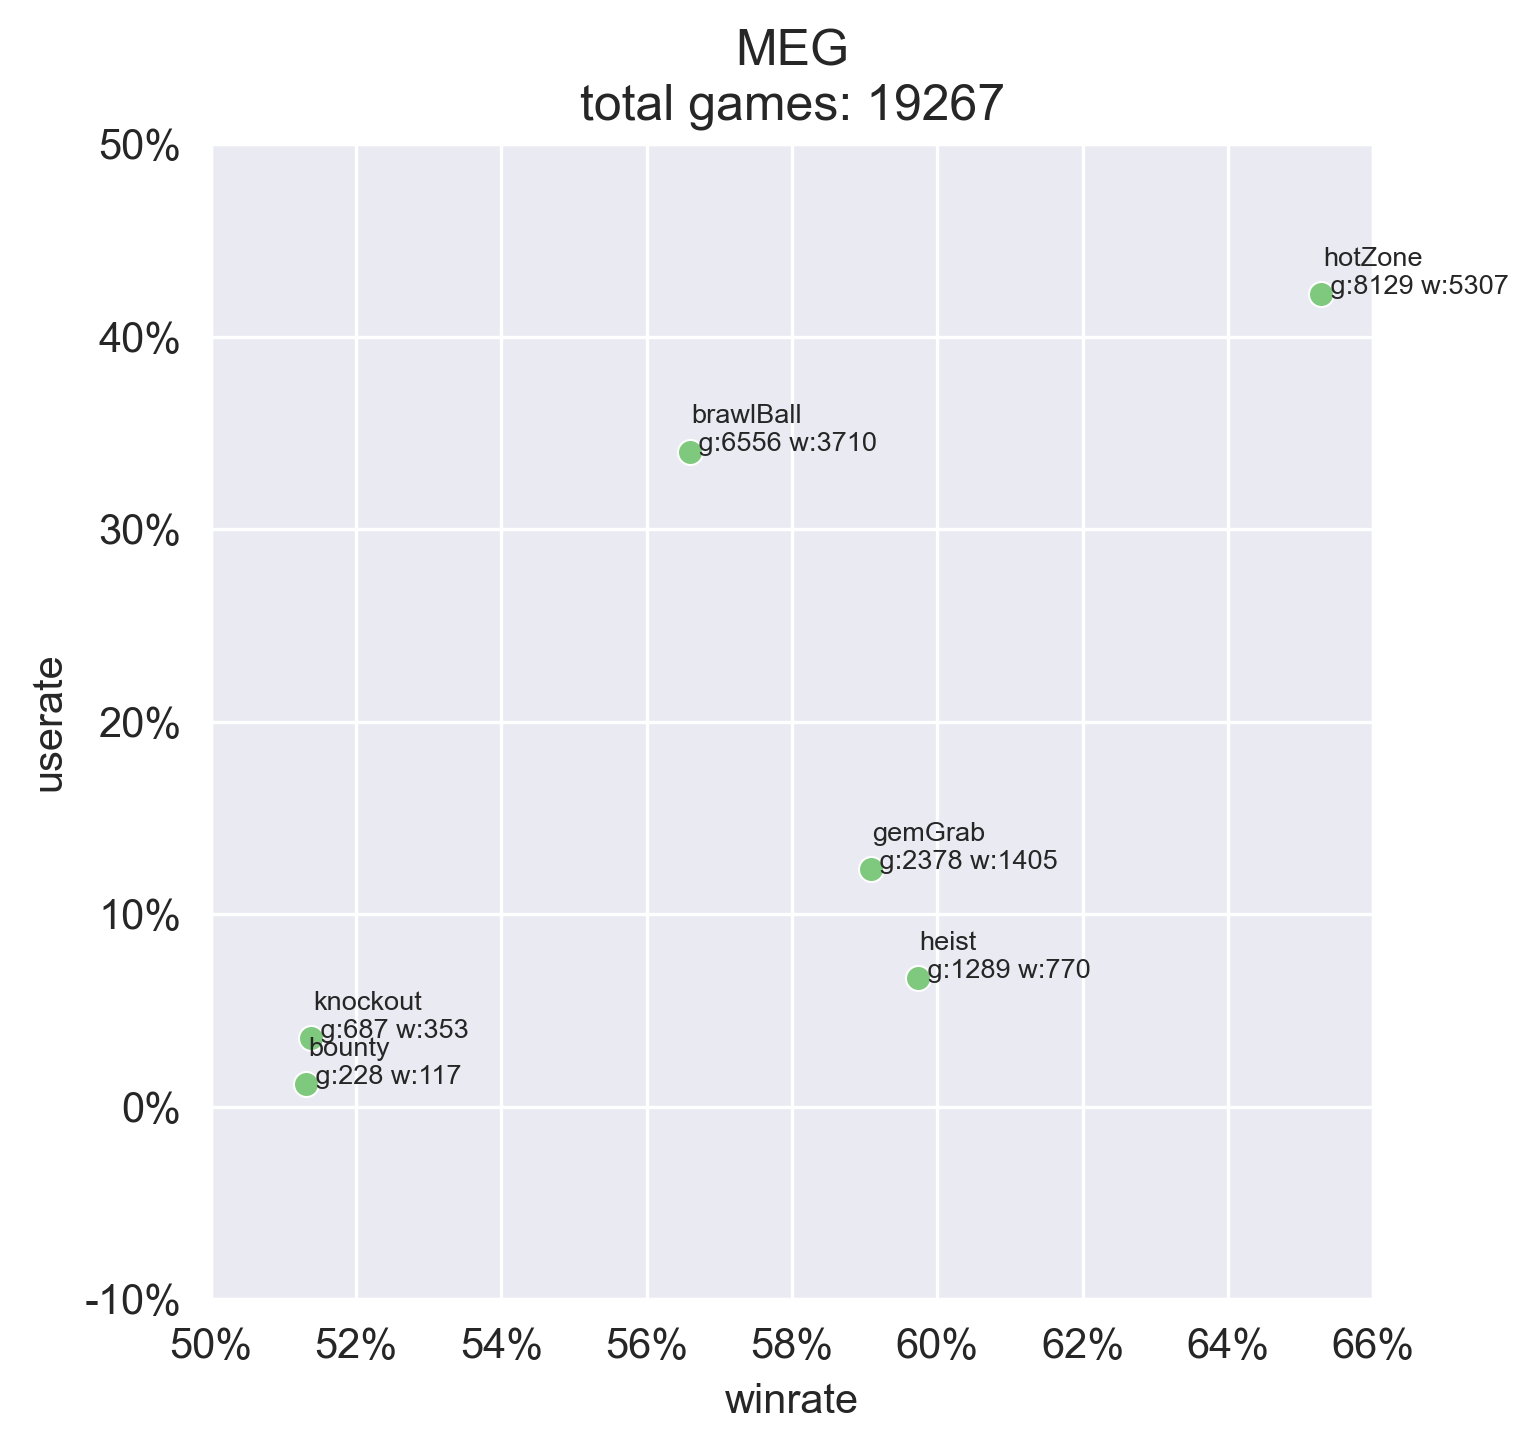 MEG
total games: 19267
50%
40%
30%
20%
10%
0%
-10%
userate
hotZone
g:8129 w:5307
brawlBall
g:6556 w:3710
gemGrab
g:2378 w:1405
heist
g:1289 w:770
knockout
g:687 w:353
bounty
g:228 w:117
50% 52% 54% 56% 58% 60% 62% 64% 66%
winrate